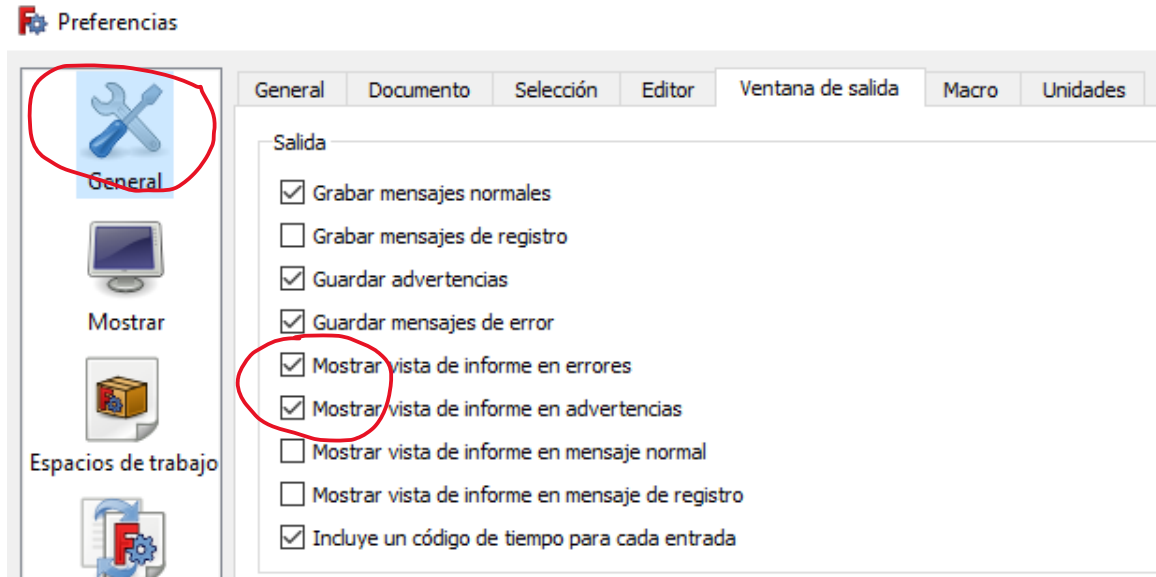 Preferencias
General Documento Selección Editor Ventana de salida Macro Unidades
Salida
General
Grabar mensajes normales
Grabar mensajes de registro
Guardar advertencias
Mostrar
Guardar mensajes de error
Mostrar vista de informe en errores
Mostrar vista de informe en advertencias
Espacios de trabajo
Mostrar vista de informe en mensaje normal
Mostrar vista de informe en mensaje de registro
Incluye un código de tiempo para cada entrada